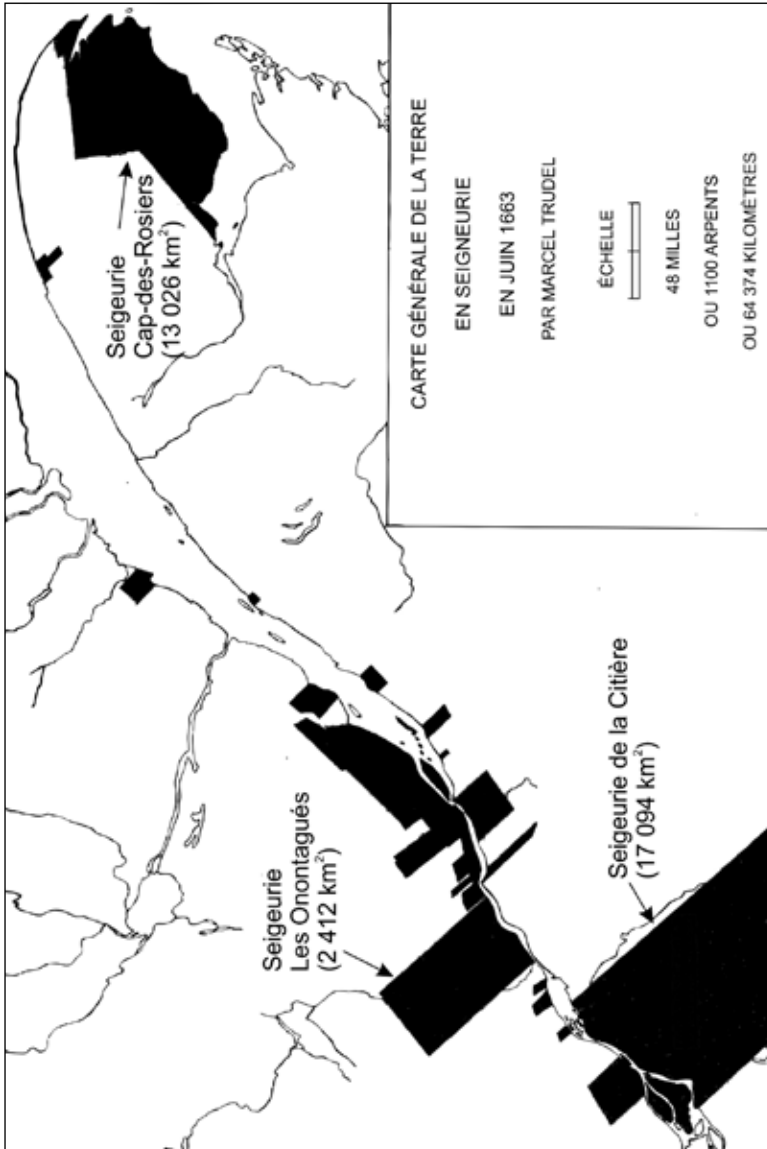 Seigeurie
Cap-des-Rosiers
(13 026 km²)
Seigeurie
Les Onontagués
(2 412 km²)
Seigeurie de la Citière
(17 094 km²)
CARTE GÉNÉRALE DE LA TERRE
EN SEIGNEURIE
EN JUIN 1663
PAR MARCEL TRUDEL
ÉCHELLE
48 MILLES
OU 1100 ARPENTS
OU 64 374 KILOMÈTRES